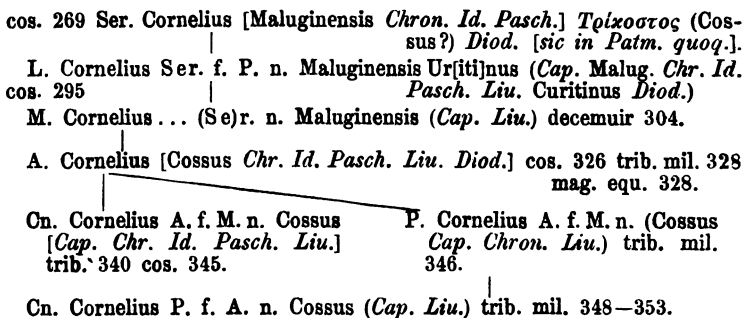 cos. 269 Ser. Cornelius [Maluginensis Chron. Id. Pasch.] Τρίκοστος (Cos-
sus?) Diod. [sic in Patm. quoq.].
L. Cornelius Ser. f. P. n. Maluginensis Ur[iti]nus (Cap. Malug. Chr. Id.
cos. 295 Pasch. Liu. Curitinus Diod.)
M. Cornelius... (Se)r. n. Maluginensis (Cap. Liu.) decemuir 304.
A. Cornelius [Cossus Chr. Id. Pasch. Liu. Diod.] cos. 326 trib. mil. 328
mag. equ. 328.
Cn. Cornelius A. f. M. n. Cossus P. Cornelius A. f. M. n. (Cossus
[Cap. Chr. Id. Pasch. Liu.] Cap. Chron. Liu.) trib. mil.
trib. 340 cos. 345. 346.
Cn. Cornelius P. f. A. n. Cossus (Cap. Liu.) trib. mil. 348—353.